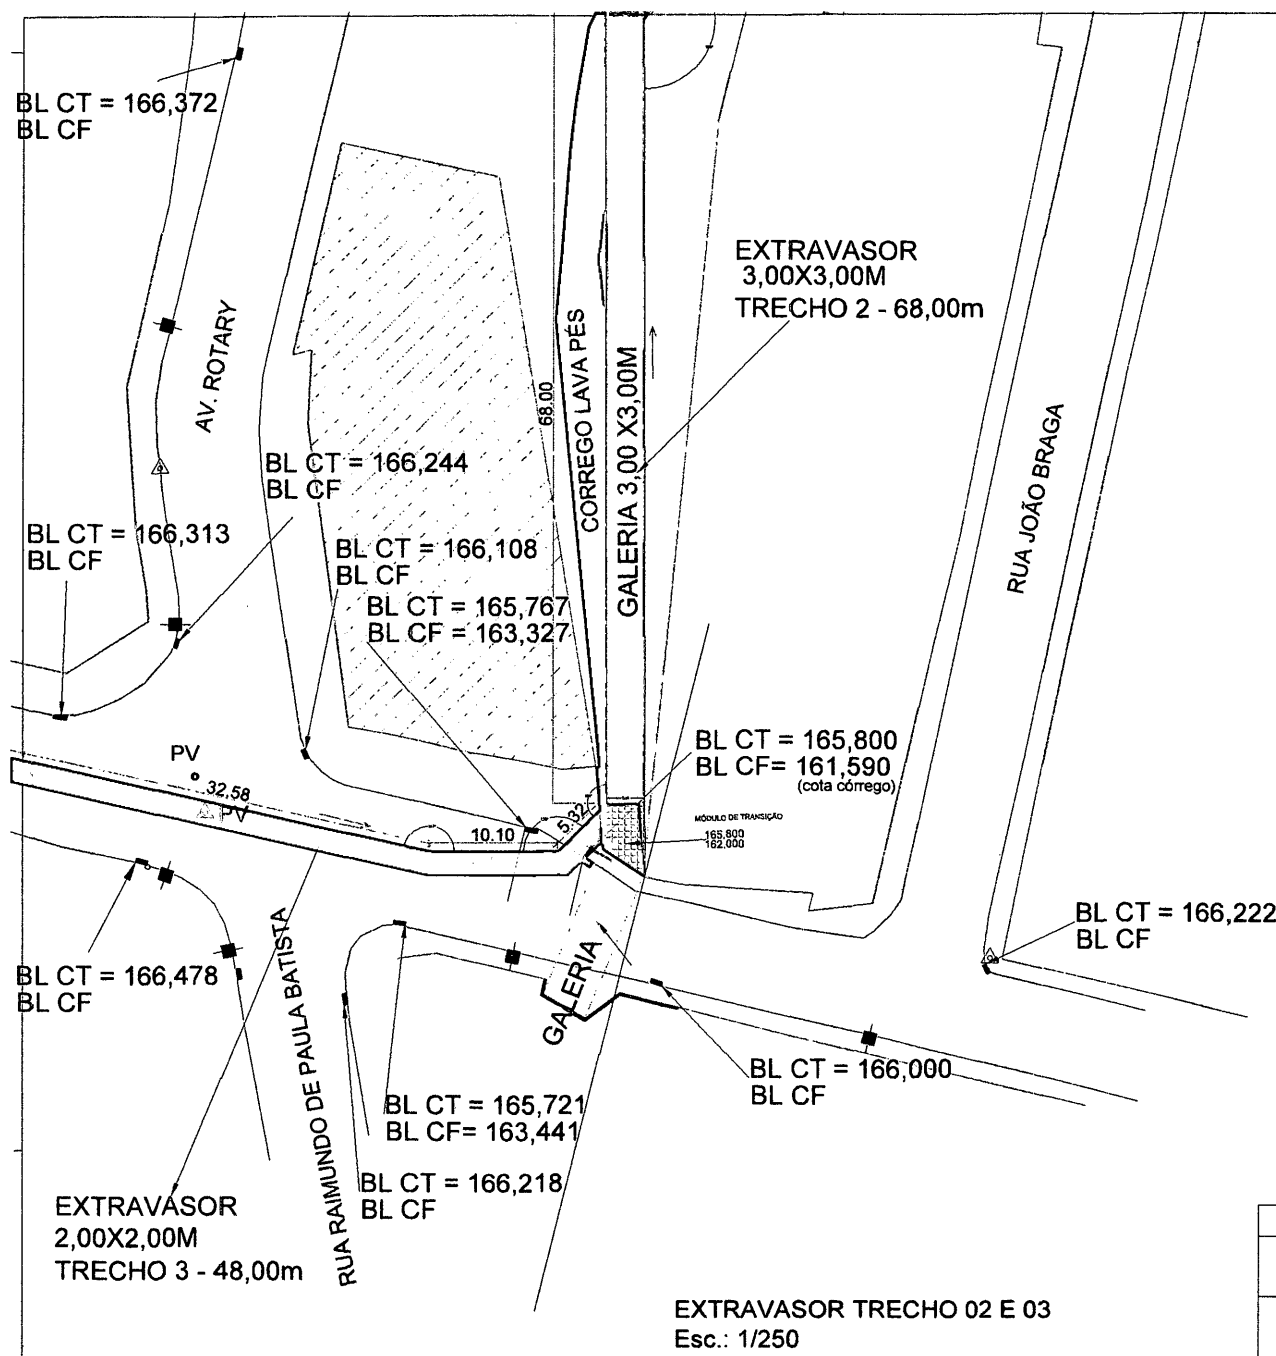 BL CT = 166,372
BL CF
EXTRAVASOR
3,00X3,00M
TRECHO 2 - 68,00m
AV. ROTARY
68.00
CORREGO LAVA PÉS
GALERIA 3,00 X3,00M
RUA JOÃO BRAGA
BL CT = 166,244
BL CF
BL CT = 166,313
BL CF
BL CT = 166,108
BL CF
BL CT = 165,767
BL CF = 163,327
BL CT = 165,800
BL CF= 161,590
(cota córrego)
PV
32,58
PV
10.10
5.32
MÓDULO DE TRANSIÇÃO
165,800
162,000
BL CT = 166,222
BL CF
BL CT = 166,478
BL CF
RUA RAIMUNDO DE PAULA BATISTA
GALERIA
BL CT = 166,000
BL CF
BL CT = 165,721
BL CF= 163,441
BL CT = 166,218
BL CF
EXTRAVASOR
2,00X2,00M
TRECHO 3 - 48,00m
EXTRAVASOR TRECHO 02 E 03
Esc.: 1/250